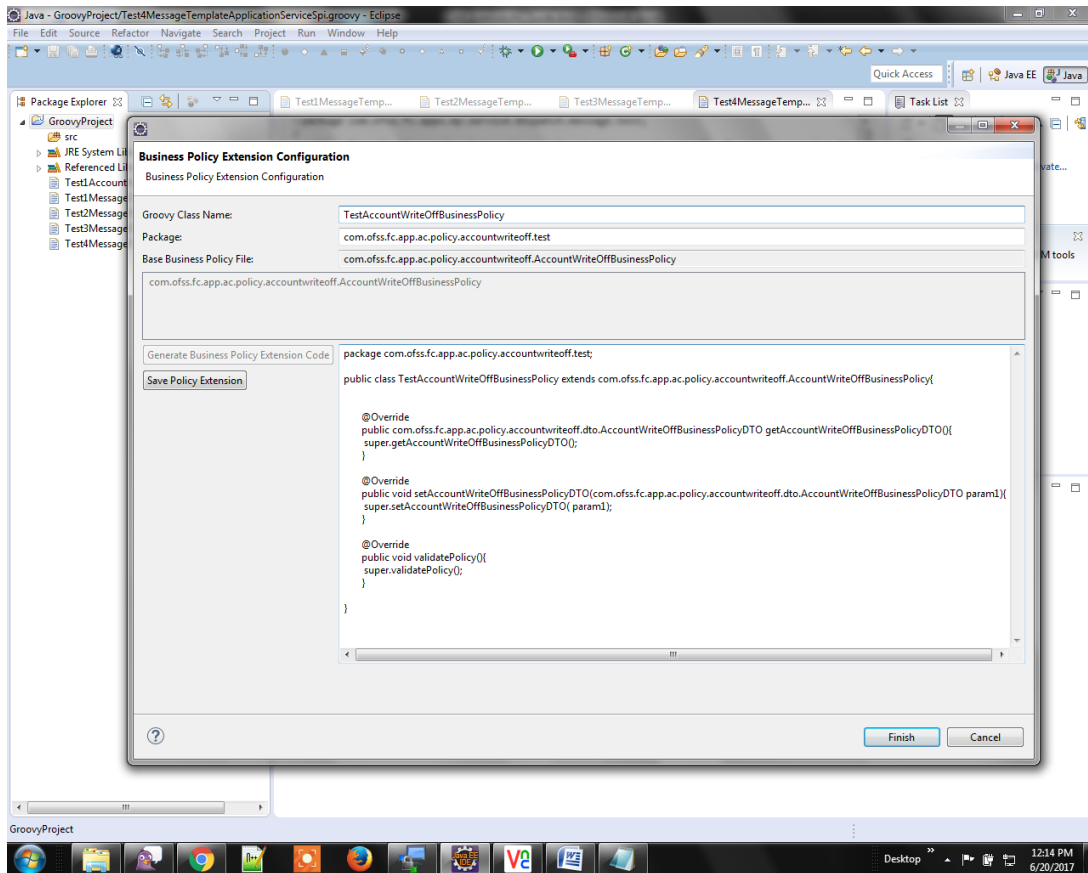 Java - GroovyProject/Test4MessageTemplateApplicationServiceSpi.groovy - Eclipse
File Edit Source Refactor Navigate Search Project Run Window Help
Quick Access
Java EE
Java
Package Explorer
Test1MessageTemp...
Test2MessageTemp...
Test3MessageTemp...
Test4MessageTemp...
Task List
GroovyProject
src
JRE System Li
Referenced Li
Test1Account
Test1Message
Test2Message
Test3Message
Test4Message
vate...
M tools
Business Policy Extension Configuration
Business Policy Extension Configuration
Groovy Class Name: TestAccountWriteOffBusinessPolicy
Package: com.ofss.fc.app.ac.policy.accountwriteoff.test
Base Business Policy File: com.ofss.fc.app.ac.policy.accountwriteoff.AccountWriteOffBusinessPolicy
com.ofss.fc.app.ac.policy.accountwriteoff.AccountWriteOffBusinessPolicy
Generate Business Policy Extension Code
Save Policy Extension
package com.ofss.fc.app.ac.policy.accountwriteoff.test;
public class TestAccountWriteOffBusinessPolicy extends com.ofss.fc.app.ac.policy.accountwriteoff.AccountWriteOffBusinessPolicy{
@Override
public com.ofss.fc.app.ac.policy.accountwriteoff.dto.AccountWriteOffBusinessPolicyDTO getAccountWriteOffBusinessPolicyDTO(){
super.getAccountWriteOffBusinessPolicyDTO();
}
@Override
public void setAccountWriteOffBusinessPolicyDTO(com.ofss.fc.app.ac.policy.accountwriteoff.dto.AccountWriteOffBusinessPolicyDTO param1){
super.setAccountWriteOffBusinessPolicyDTO( param1);
}
@Override
public void validatePolicy(){
super.validatePolicy();
}
}
Finish
Cancel
GroovyProject
Desktop
12:14 PM
6/20/2017